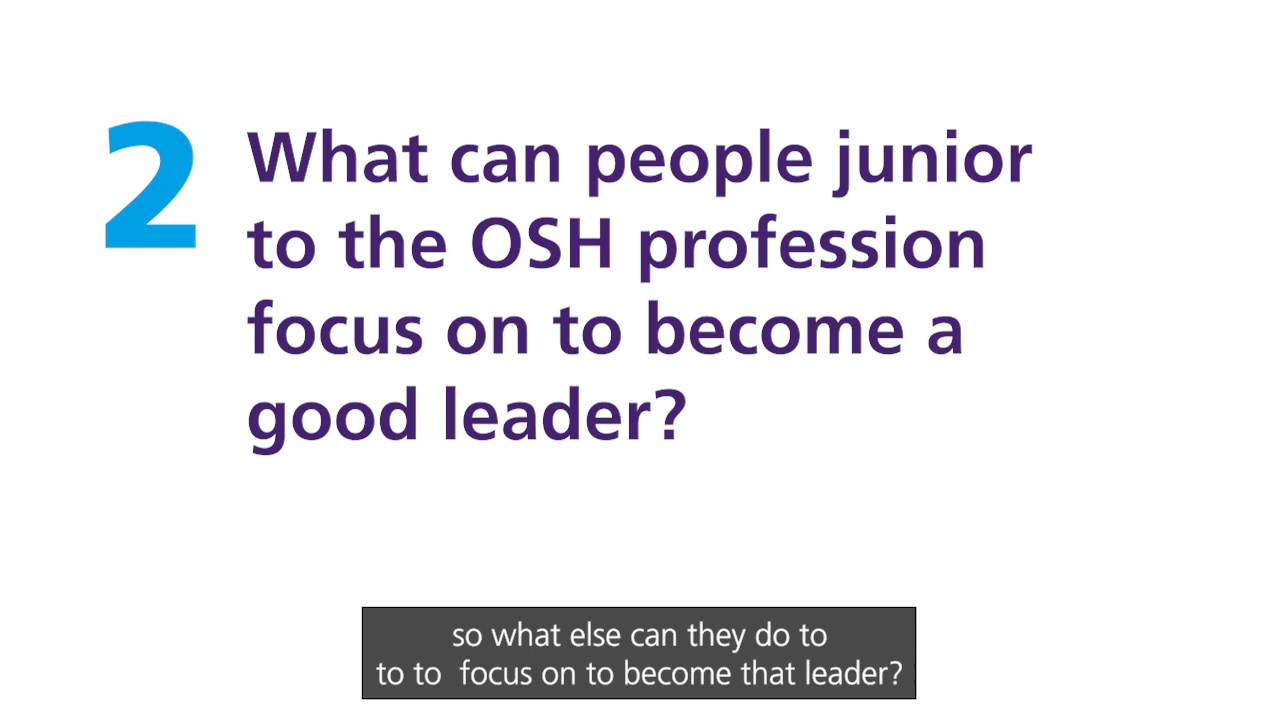 2 What can people junior
to the OSH profession
focus on to become a
good leader?
so what else can they do to
to to  focus on to become that leader?